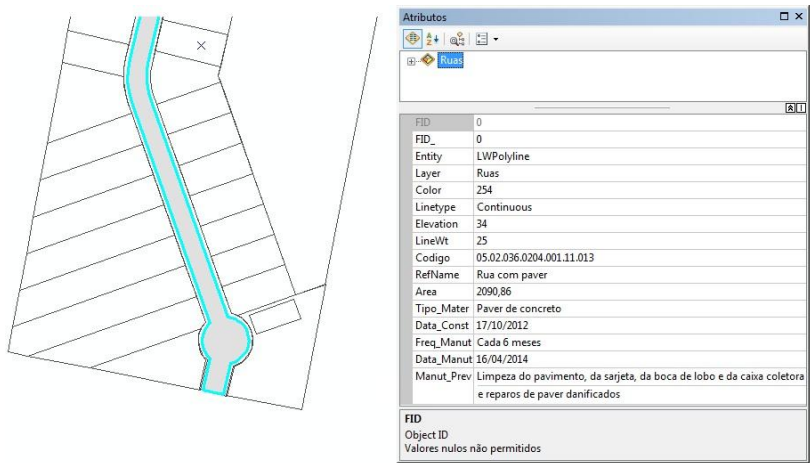 Atributos
Ruas
FID 0
FID_ 0
Entity LWPolyline
Layer Ruas
Color 254
Linetype Continuous
Elevation 34
LineWt 25
Codigo 05.02.036.0204.001.11.013
RefName Rua com paver
Area 2090,86
Tipo_Mater Paver de concreto
Data_Const 17/10/2012
Freq_Manut Cada 6 meses
Data_Manut 16/04/2014
Manut_Prev Limpeza do pavimento, da sarjeta, da boca de lobo e da caixa coletora
e reparos de paver danificados
FID
Object ID
Valores nulos não permitidos